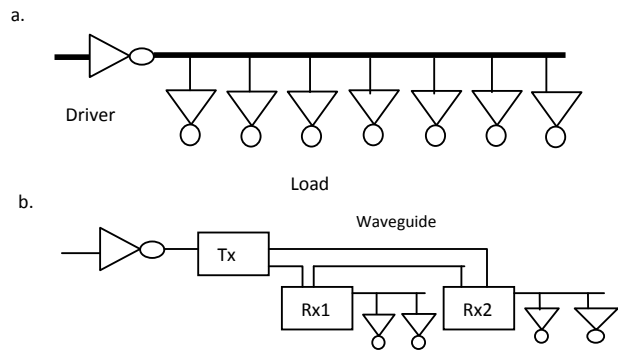 a.
Driver
Load
b.
Waveguide
Tx
Rx1
Rx2